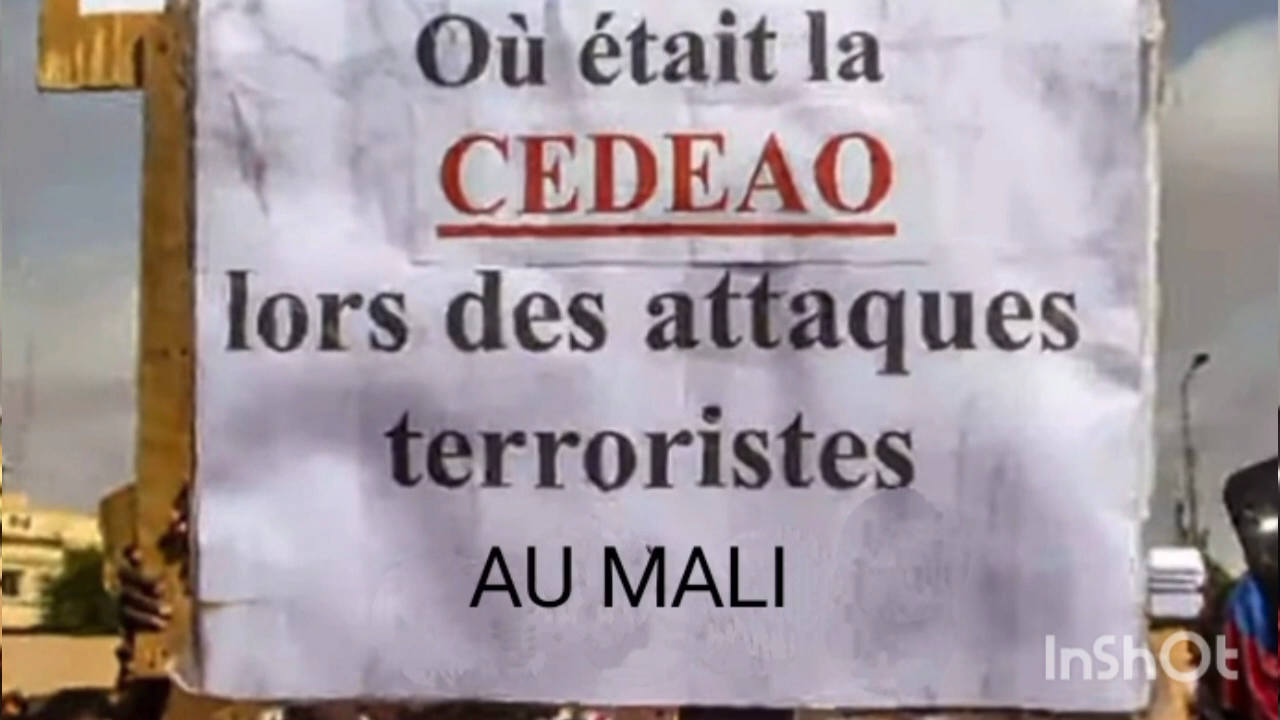 Où était la
CEDEAO
lors des attaques
terroristes
AU MALI
InShOt